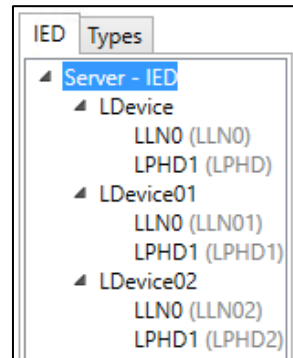 IED Types
Server - IED
LDevice
LLN0 (LLN0)
LPHD1 (LPHD)
LDevice01
LLN0 (LLN01)
LPHD1 (LPHD1)
LDevice02
LLN0 (LLN02)
LPHD1 (LPHD2)